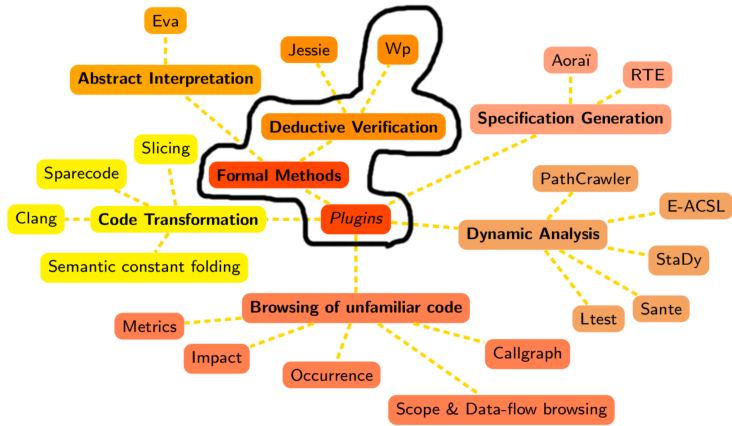 Eva
Abstract Interpretation
Jessie
Wp
Deductive Verification
Aoraï
RTE
Specification Generation
Formal Methods
Slicing
Sparecode
Clang
Code Transformation
Semantic constant folding
Plugins
PathCrawler
E-ACSL
Dynamic Analysis
StaDy
Sante
Ltest
Browsing of unfamiliar code
Metrics
Impact
Occurrence
Callgraph
Scope & Data-flow browsing